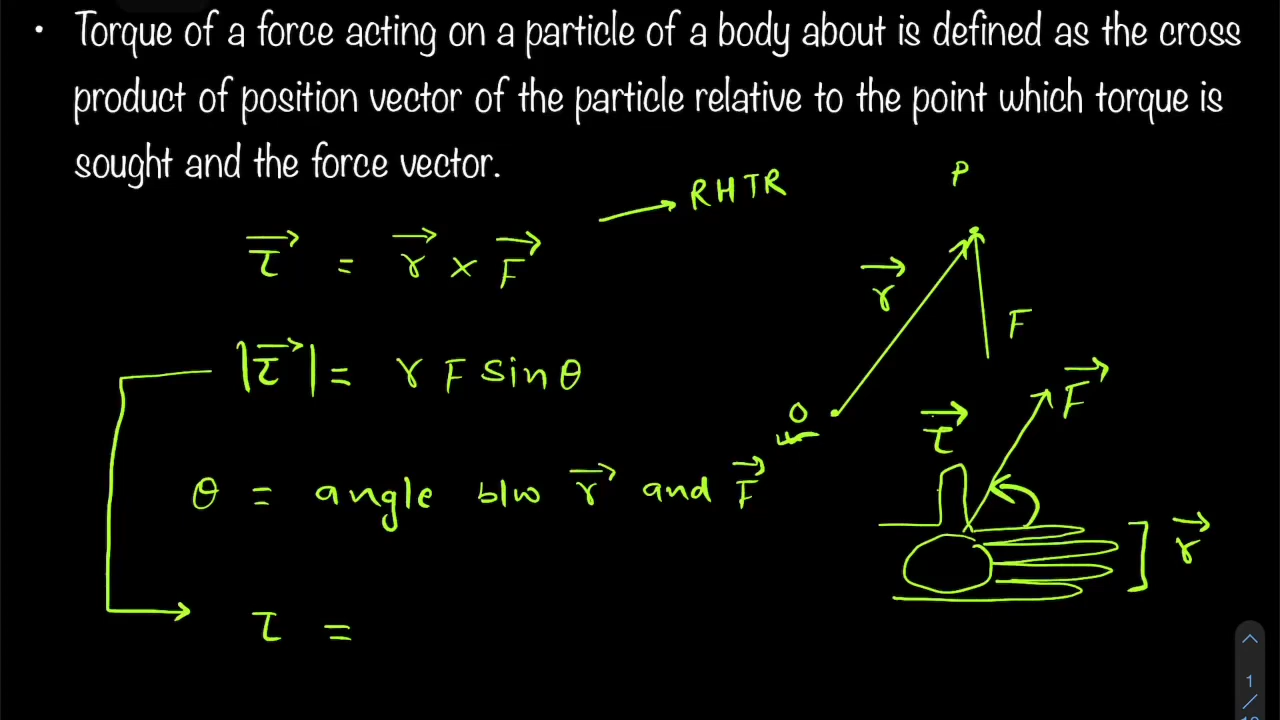 • Torque of a force acting on a particle of a body about is defined as the cross
product of position vector of the particle relative to the point which torque is
sought and the force vector.
→ RHTR
P
τ⃗ = r⃗ × F⃗
r⃗
F
|τ⃗| = r F sinθ
F⃗
O
τ⃗
θ = angle b/w r⃗ and F⃗
r⃗
τ =
1
/